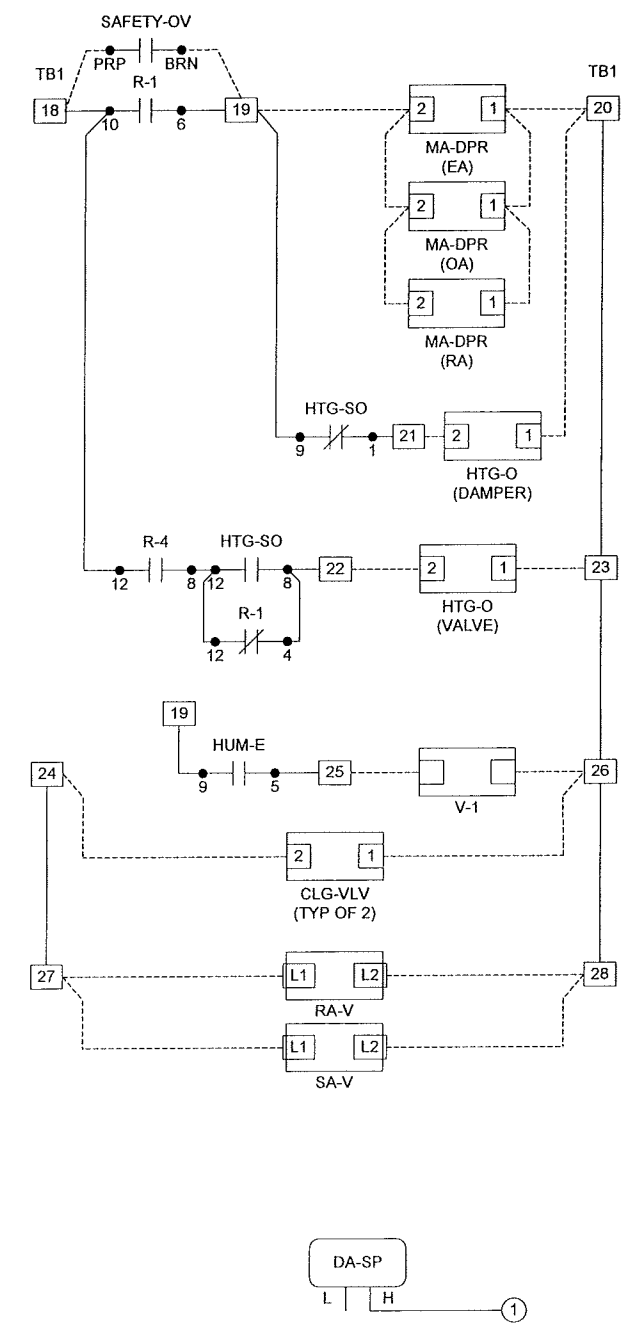 SAFETY-OV
TB1 PRP BRN TB1
R-1
18 10 6 19 2 1 20
MA-DPR
(EA)
2 1
MA-DPR
(OA)
2 1
MA-DPR
(RA)
HTG-SO
9 1 21 2 1
HTG-O
(DAMPER)
R-4 HTG-SO
12 8 12 8 22 2 1 23
HTG-O
(VALVE)
R-1
12 4
19
HUM-E
24 9 5 25 26
V-1
2 1
CLG-VLV
(TYP OF 2)
27 L1 L2 28
RA-V
L1 L2
SA-V
DA-SP
L H
1